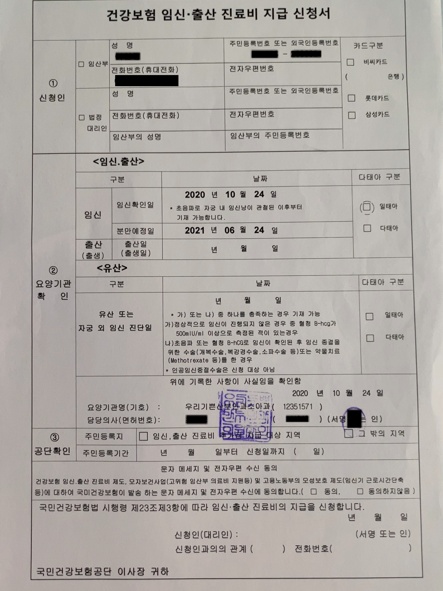 건강보험 임신·출산 진료비 지급 신청서
① 신청인
□ 임산부
성 명
주민등록번호 또는 외국인등록번호
카드구분
전화번호(휴대전화)
전자우편번호
□ 비씨카드
( 은행)
□ 법정대리인
성 명
주민등록번호 또는 외국인등록번호
□ 롯데카드
전화번호(휴대전화)
전자우편번호
□ 삼성카드
임산부의 성명
임산부의 주민등록번호
② 요양기관 확 인
<임신.출산>
구분
날짜
다태아 구분
임신
임신확인일
2020 년 10 월 24 일
* 초음파로 자궁 내 임신낭이 관찰된 이후부터
기재 가능합니다.
□ 일태아
분만예정일
2021 년 06 월 24 일
□ 다태아
출산
(출생)
출산일
(출생일)
년 월 일
<유산>
구분
날짜
다태아 구분
유산 또는
자궁 외 임신 진단일
년 월 일
* 가) 또는 나) 중 하나를 충족하는 경우 기재 가능
가)정상적으로 임신이 진행되지 않은 경우 중 혈청 B-hcg가
500mIU/ml 이상으로 측정된 적이 있는경우
나)초음파 또는 혈청 B-hCG로 임신이 확인된 후 임신 종결을
위한 수술(개복수술,복강경수술,소파수술 등)또는 약물치료
(Methotrexate 등)를 한 경우
* 인공임신중절수술은 신청 대상 아님
□ 일태아
□ 다태아
위에 기록한 사항이 사실임을 확인함
2020 년 10 월 24 일
요양기관명(기호) :
( 12351571 )
담당의사(면허번호):
( ) (서명 또는 인)
③ 공단확인
주민등록지
□ 임신.출산 진료비 지급 대상 지역
□ 그 밖의 지역
주민등록기간
년 월 일부터 신청일까지 ( 일)
문자 메세지 및 전자우편 수신 동의
건강보험 임신.출산 진료비 제도, 모자보건사업(고위험 임산부 의료비 지원등) 및 고용노동부의 모성보호 제도(임신기 근로시간단축
등)에 대하여 국민건강보험이 발송 하는 문자 메세지 및 전자우편 수신에 동의합니다.( □ 동의, □ 동의하지않음 )
국민건강보험법 시행령 제23조제3항에 따라 임신·출산 진료비의 지급을 신청합니다.
년 월 일
신청인(대리인) : (서명 또는 인)
신청인과의의 관계 ( ) 전화번호( )
국민건강보험공단 이사장 귀하